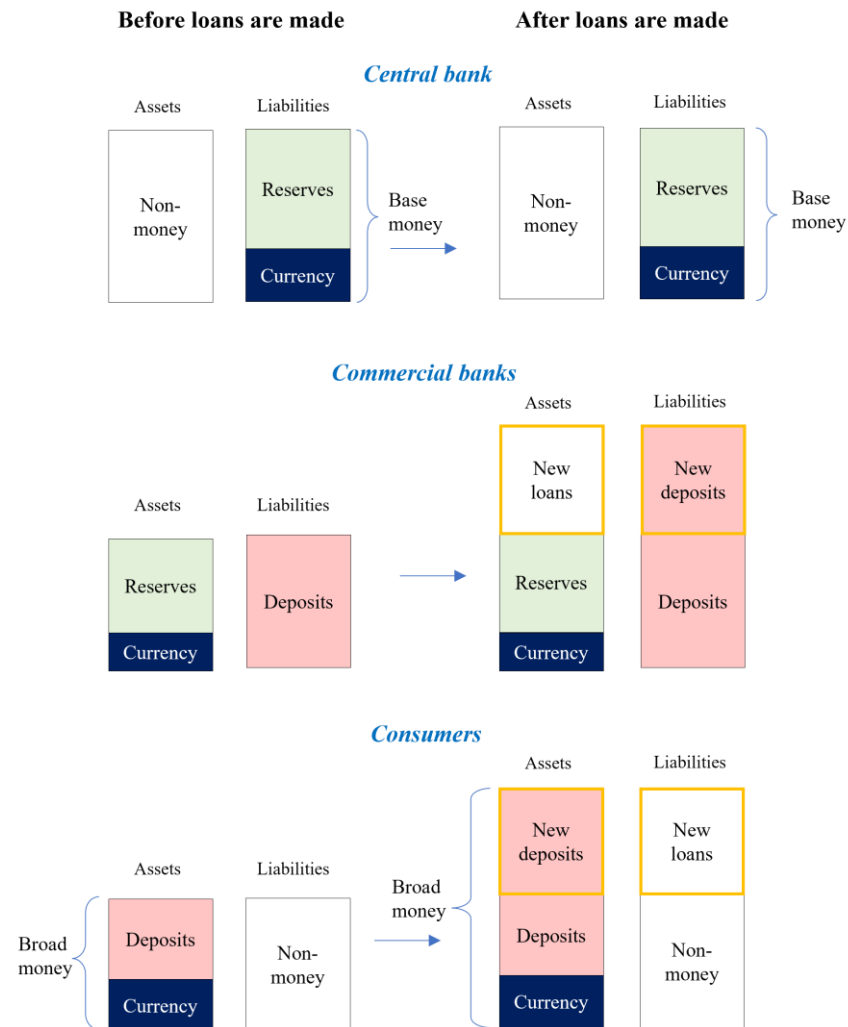 Before loans are made
After loans are made
Central bank
Assets
Liabilities
Assets
Liabilities
Non-
money
Reserves
Currency
Base
money
Non-
money
Reserves
Currency
Base
money
Commercial banks
Assets
Liabilities
New
loans
New
deposits
Assets
Liabilities
Reserves
Currency
Deposits
Reserves
Currency
Deposits
Consumers
Assets
Liabilities
New
deposits
New
loans
Assets
Liabilities
Broad
money
Deposits
Currency
Non-
money
Broad
money
Deposits
Currency
Non-
money